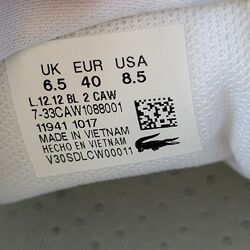 UK EUR USA
6.5 40 8.5
L.12.12 BL 2 CAW
7-33CAW1088001
11941 1017
MADE IN VIETNAM
HECHO EN VIETNAM
V30SDLCW00011